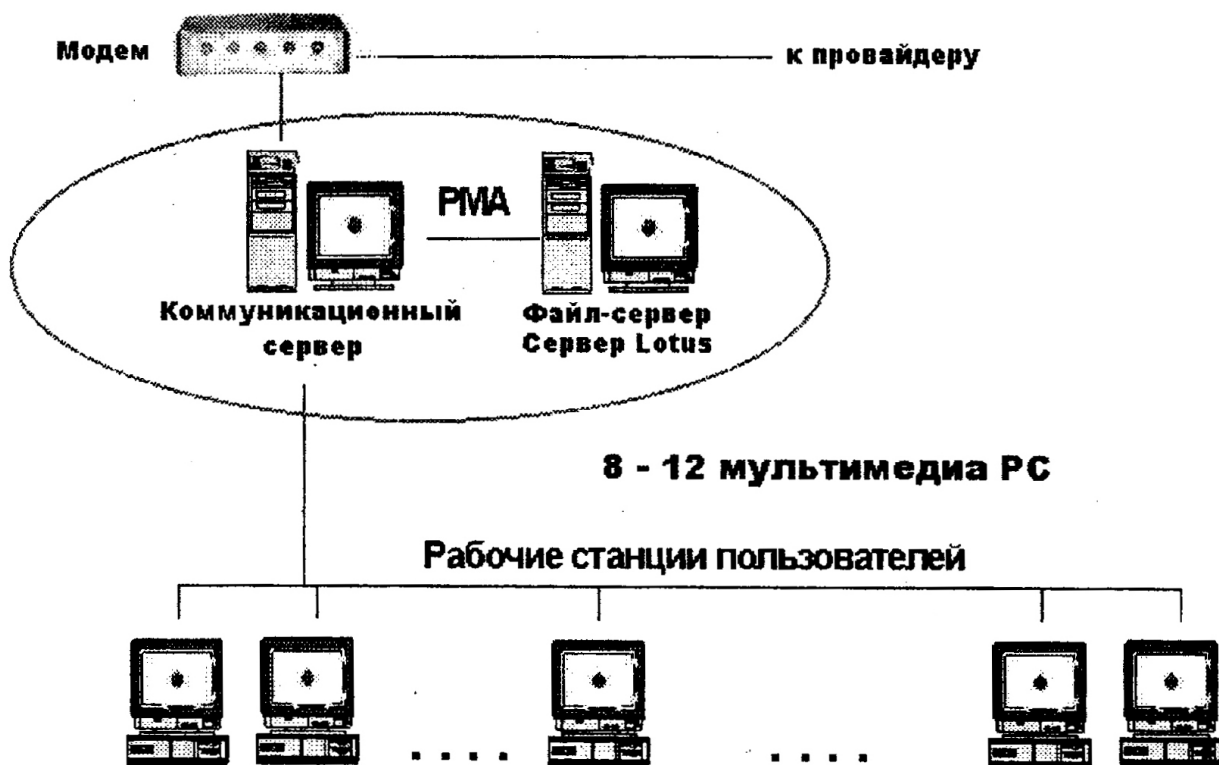 Модем
к провайдеру
РМА
Коммуникационный
сервер
Файл-сервер
Сервер Lotus
8 - 12 мультимедиа PC
Рабочие станции пользователей